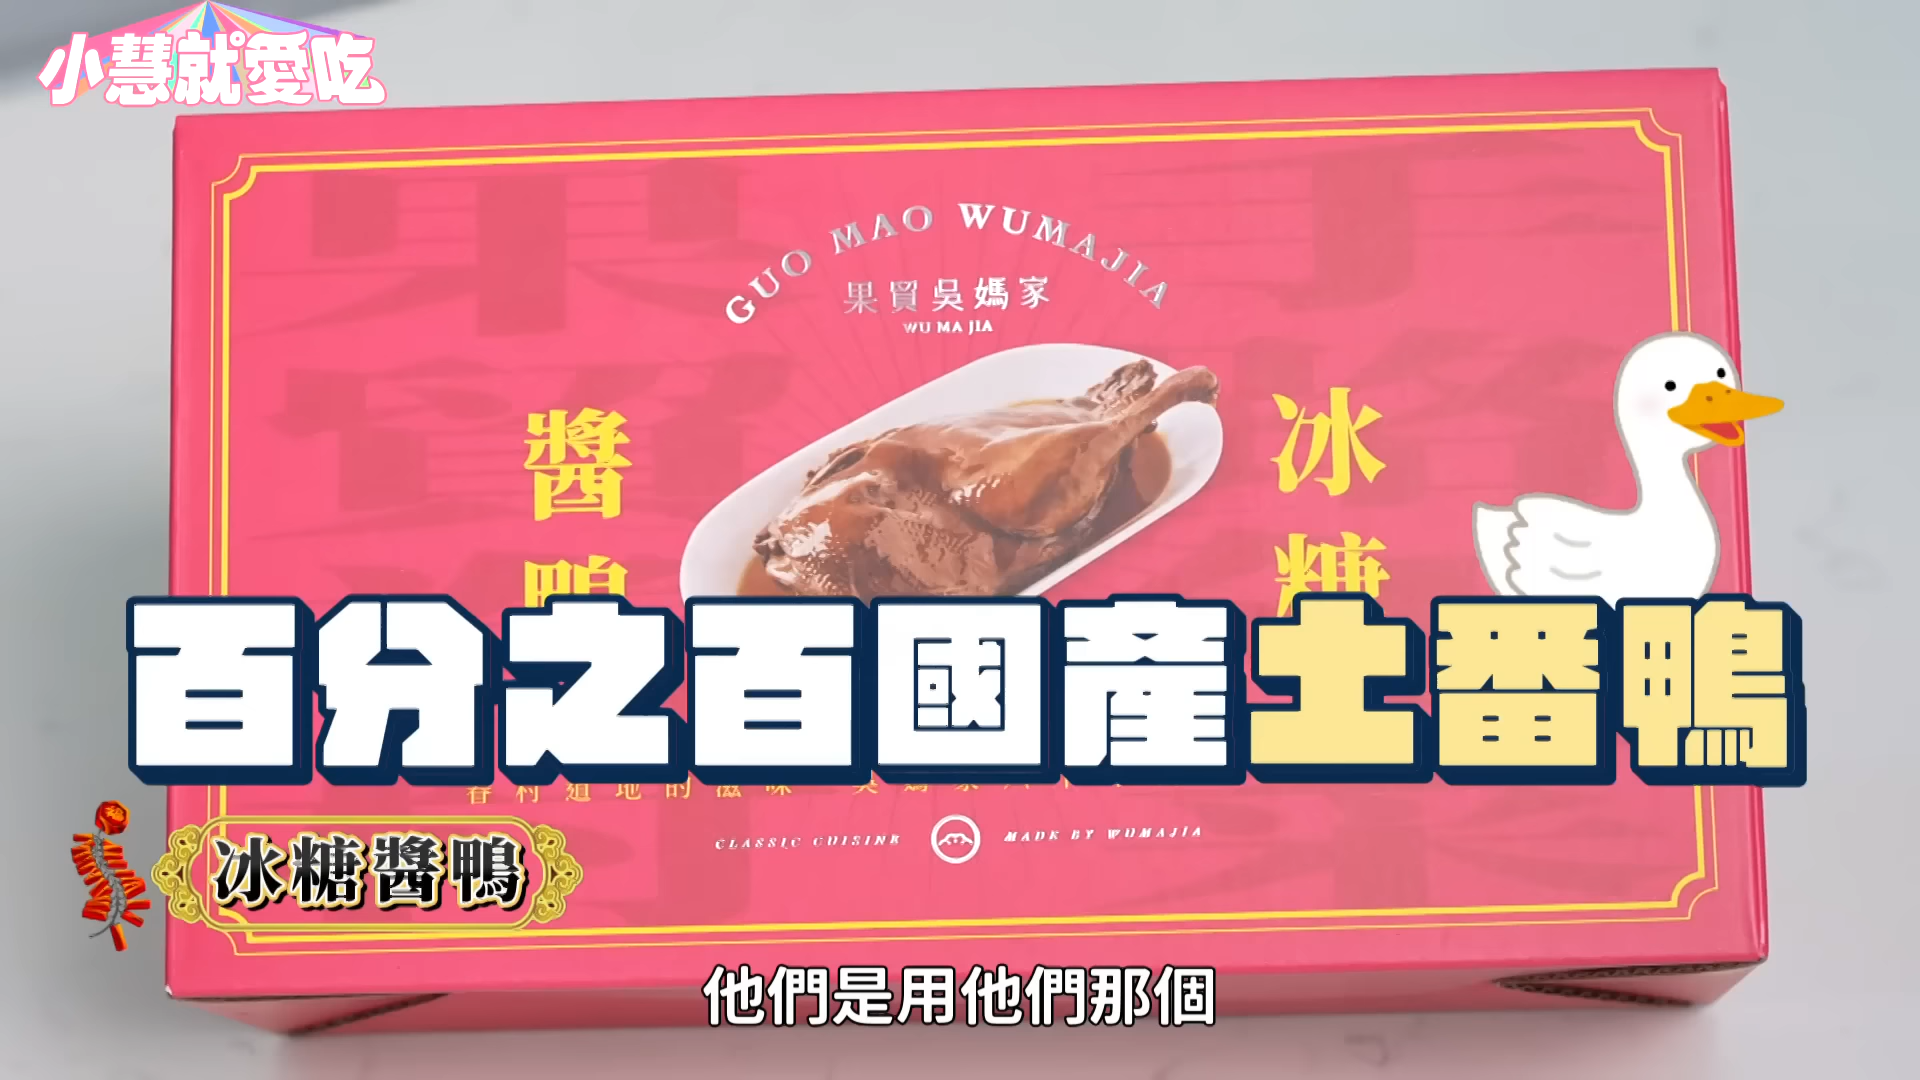 小慧就愛吃
GUO MAO WUMAJIA
果貿吳媽家
WU MA JIA
冰糖
醬鴨
百分之百國產土番鴨
CLASSIC CUISINE
MADE BY WUMAJIA
冰糖醬鴨
他們是用他們那個